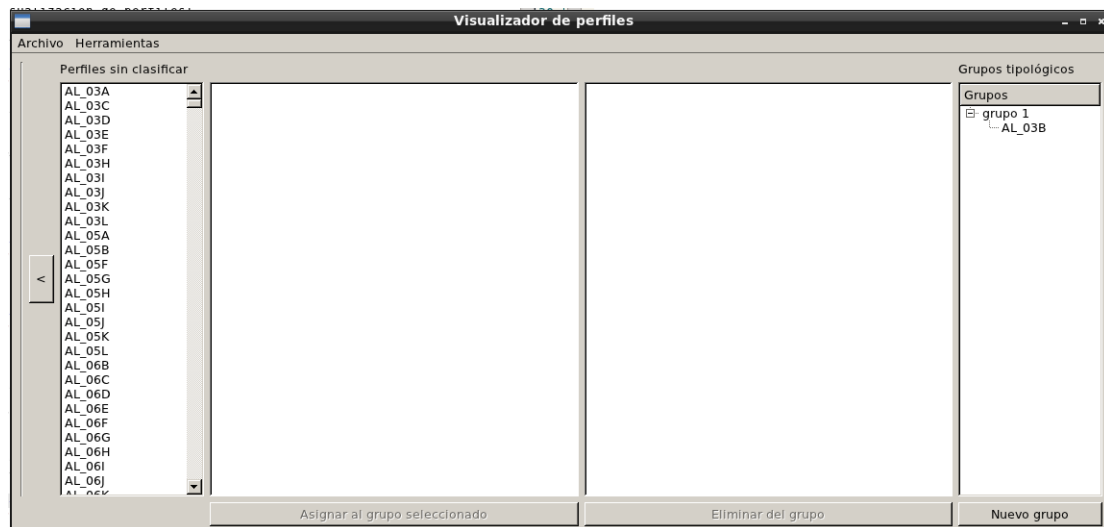 Visualizador de perfiles
Archivo Herramientas
Perfiles sin clasificar
Grupos tipológicos
AL_03A
AL_03C
AL_03D
AL_03E
AL_03F
AL_03H
AL_03I
AL_03J
AL_03K
AL_03L
AL_05A
AL_05B
AL_05F
AL_05G
AL_05H
AL_05I
AL_05J
AL_05K
AL_05L
AL_06B
AL_06C
AL_06D
AL_06E
AL_06F
AL_06G
AL_06H
AL_06I
AL_06J
AL_06K
<
Grupos
grupo 1
AL_03B
Asignar al grupo seleccionado
Eliminar del grupo
Nuevo grupo